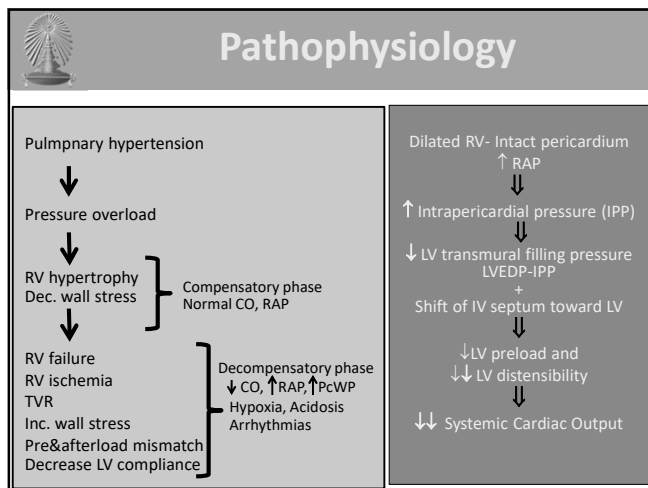 Pathophysiology
Pulmpnary hypertension
Pressure overload
RV hypertrophy
Dec. wall stress
Compensatory phase
Normal CO, RAP
RV failure
RV ischemia
TVR
Inc. wall stress
Pre&afterload mismatch
Decrease LV compliance
Decompensatory phase
↓ CO, ↑RAP, ↑PcWP
Hypoxia, Acidosis
Arrhythmias
Dilated RV- Intact pericardium
↑ RAP
↑ Intrapericardial pressure (IPP)
↓ LV transmural filling pressure
LVEDP-IPP
+
Shift of IV septum toward LV
↓LV preload and
↓↓ LV distensibility
↓↓ Systemic Cardiac Output